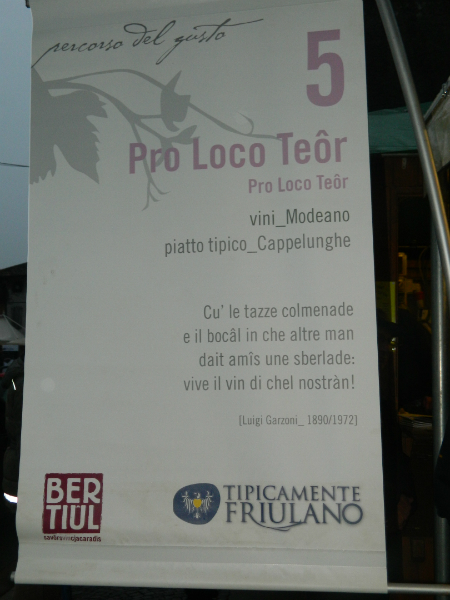 percorso del gusto
5
Pro Loco Teôr
Pro Loco Teôr
vini_Modeano
piatto tipico_Cappelunghe
Cu' le tazze colmenade
e il bocâl in che altre man
dait amîs une sberlade:
vive il vin di chel nostràn!
[Luigi Garzoni_ 1890/1972]
BER
TIÛL
TIPICAMENTE
FRIULANO